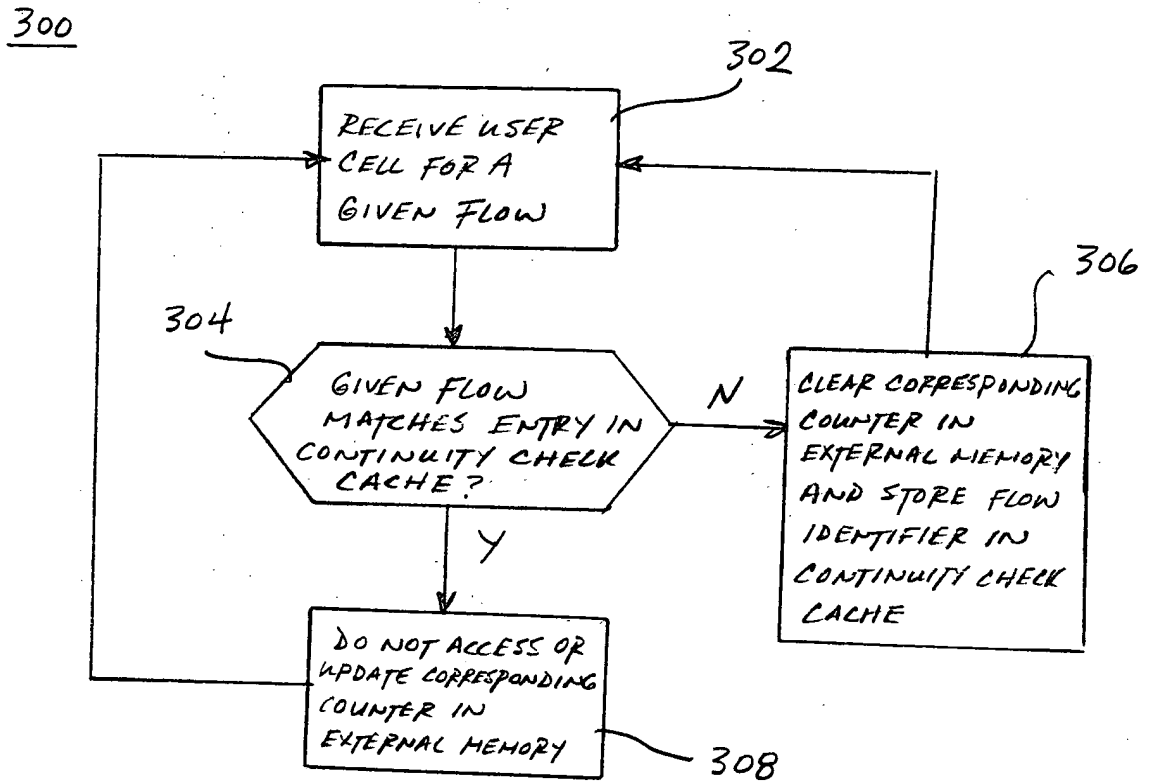 300
302
RECEIVE USER
CELL FOR A
GIVEN FLOW
304
GIVEN FLOW
MATCHES ENTRY IN
CONTINUITY CHECK
CACHE?
N
306
CLEAR CORRESPONDING
COUNTER IN
EXTERNAL MEMORY
AND STORE FLOW
IDENTIFIER IN
CONTINUITY CHECK
CACHE
Y
DO NOT ACCESS OR
UPDATE CORRESPONDING
COUNTER IN
EXTERNAL MEMORY
308